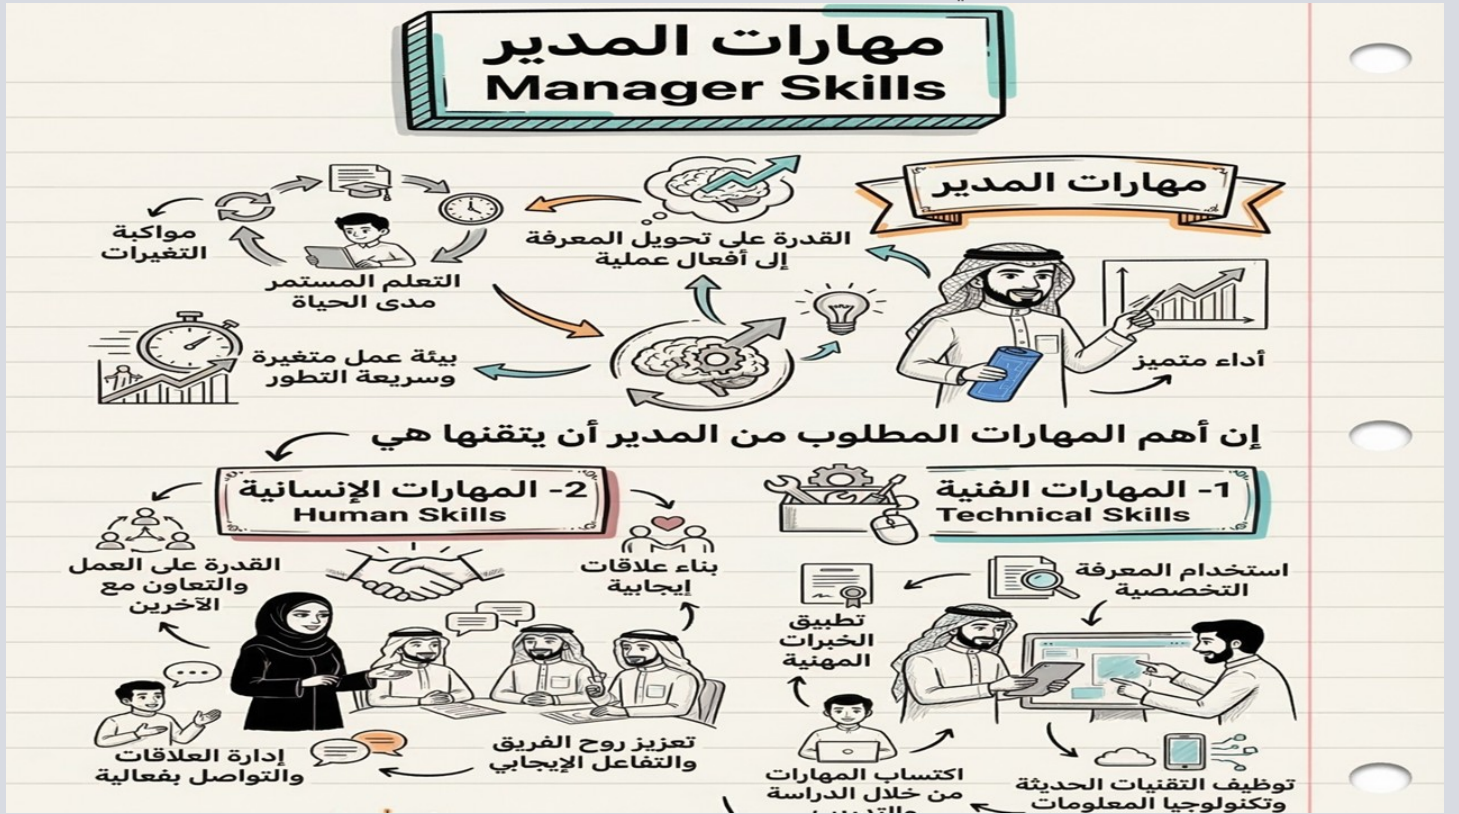 مهارات المدير
Manager Skills
مهارات المدير
أداء متميز
القدرة على تحويل المعرفة
إلى أفعال عملية
التعلم المستمر
مدى الحياة
مواكبة
التغيرات
بيئة عمل متغيرة
وسريعة التطور
إن أهم المهارات المطلوب من المدير أن يتقنها هي
1- المهارات الفنية
Technical Skills
استخدام المعرفة
التخصصية
تطبيق
الخبرات
المهنية
توظيف التقنيات الحديثة
وتكنولوجيا المعلومات
اكتساب المهارات
من خلال الدراسة
2- المهارات الإنسانية
Human Skills
بناء علاقات
إيجابية
القدرة على العمل
والتعاون مع
الآخرين
تعزيز روح الفريق
والتفاعل الإيجابي
إدارة العلاقات
والتواصل بفعالية